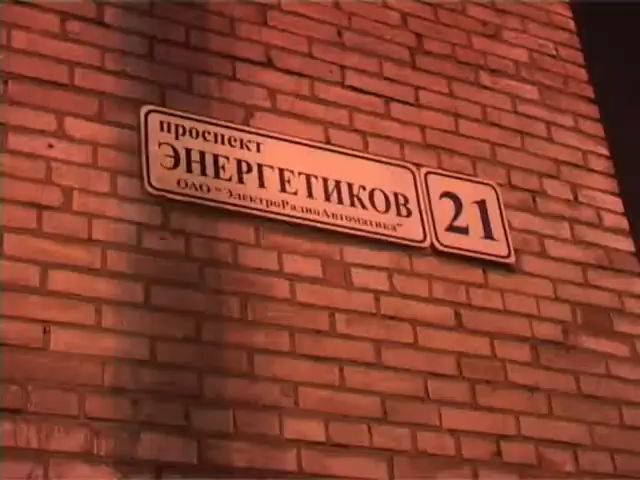 проспект
ЭНЕРГЕТИКОВ
ОАО "ЭлектроРадиоАвтоматика"
21